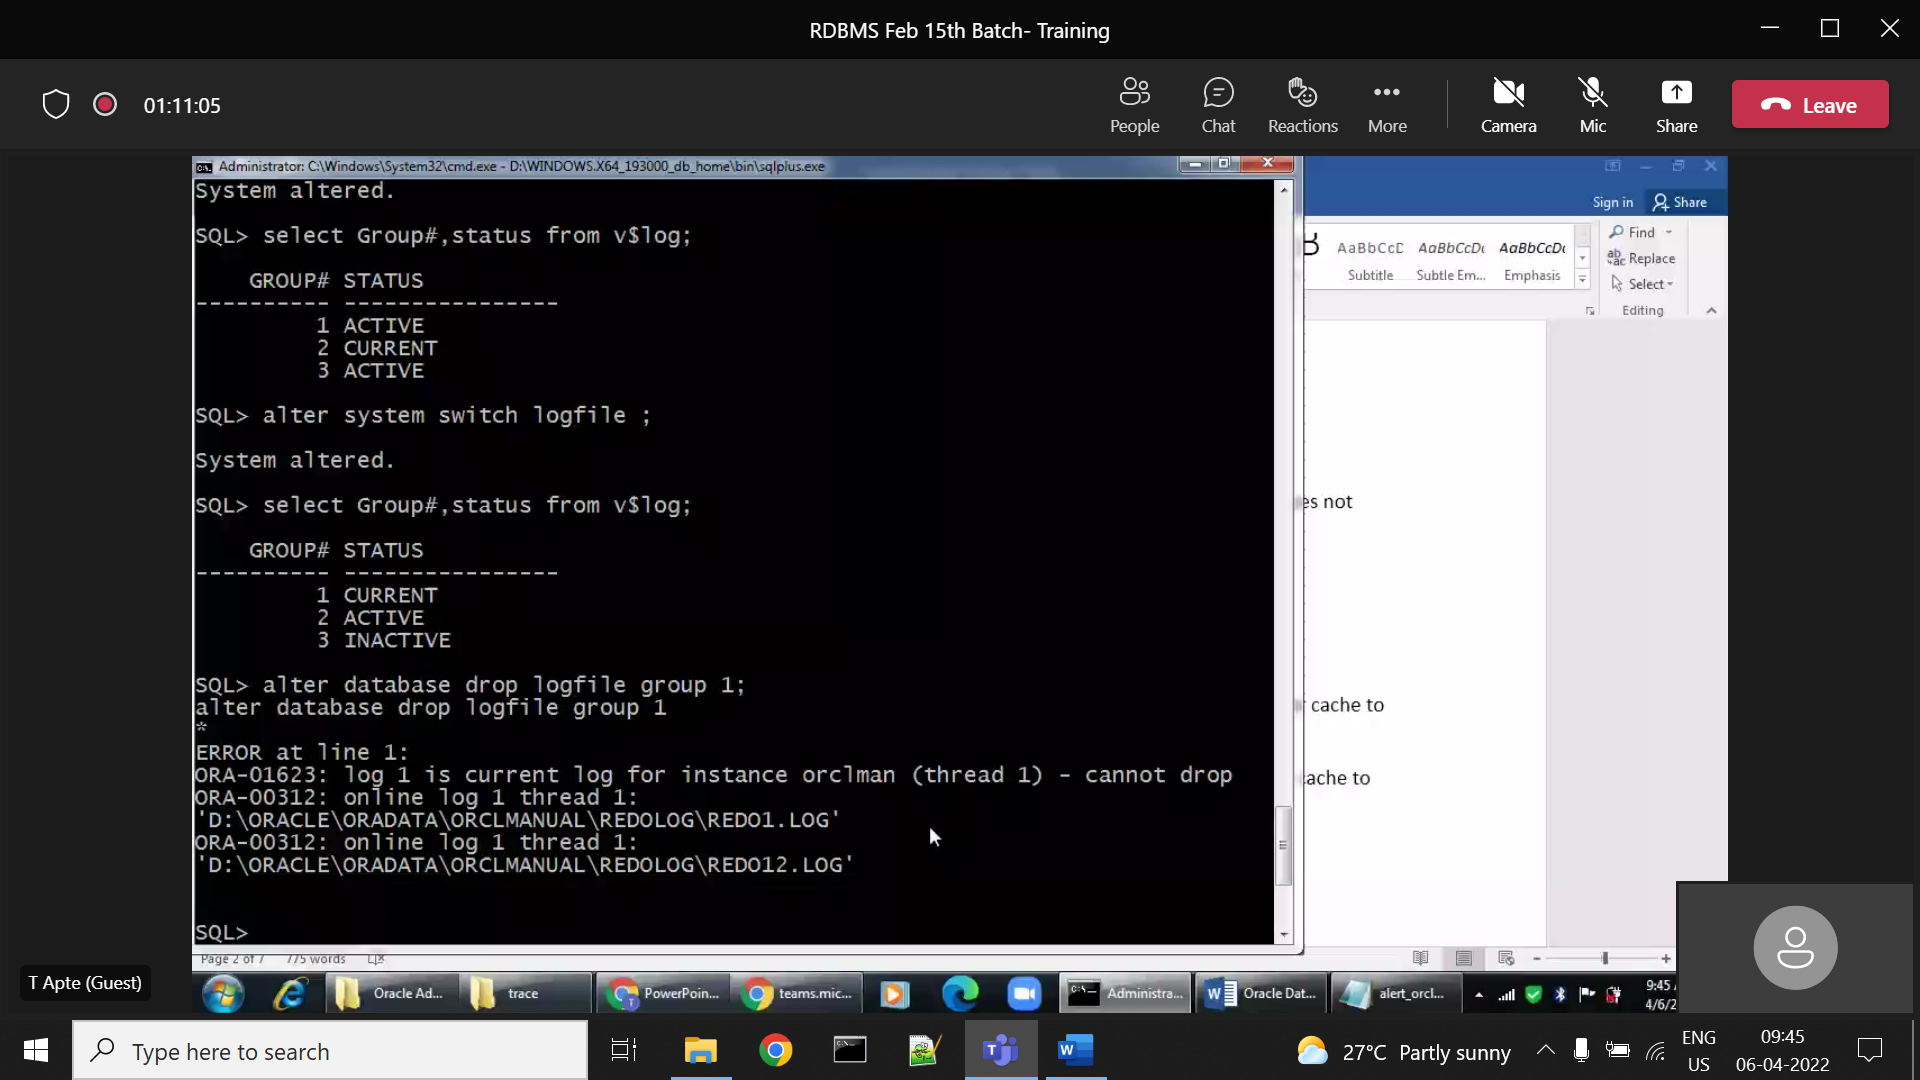 RDBMS Feb 15th Batch- Training
01:11:05
People
Chat
Reactions
More
Camera
Mic
Share
Leave
Administrator: C:\Windows\System32\cmd.exe - D:\WINDOWS.X64_193000_db_home\bin\sqlplus.exe
System altered.
SQL> select Group#,status from v$log;
GROUP# STATUS
---------- ----------------
1 ACTIVE
2 CURRENT
3 ACTIVE
SQL> alter system switch logfile ;
System altered.
SQL> select Group#,status from v$log;
GROUP# STATUS
---------- ----------------
1 CURRENT
2 ACTIVE
3 INACTIVE
SQL> alter database drop logfile group 1;
alter database drop logfile group 1
*
ERROR at line 1:
ORA-01623: log 1 is current log for instance orclman (thread 1) - cannot drop
ORA-00312: online log 1 thread 1:
'D:\ORACLE\ORADATA\ORCLMANUAL\REDOLOG\REDO1.LOG'
ORA-00312: online log 1 thread 1:
'D:\ORACLE\ORADATA\ORCLMANUAL\REDOLOG\REDO12.LOG'
SQL>
Sign in
Share
AaBbCcD
AaBbCcDc
AaBbCcDc
Subtitle
Subtle Em...
Emphasis
Find
Replace
Select
Editing
es not
cache to
cache to
Page 2 of 7
775 words
T Apte (Guest)
Oracle Ad...
trace
PowerPoin...
teams.mic...
Administra...
Oracle Dat...
alert_orcl...
9:45
4/6/2
Type here to search
27°C Partly sunny
ENG
US
09:45
06-04-2022